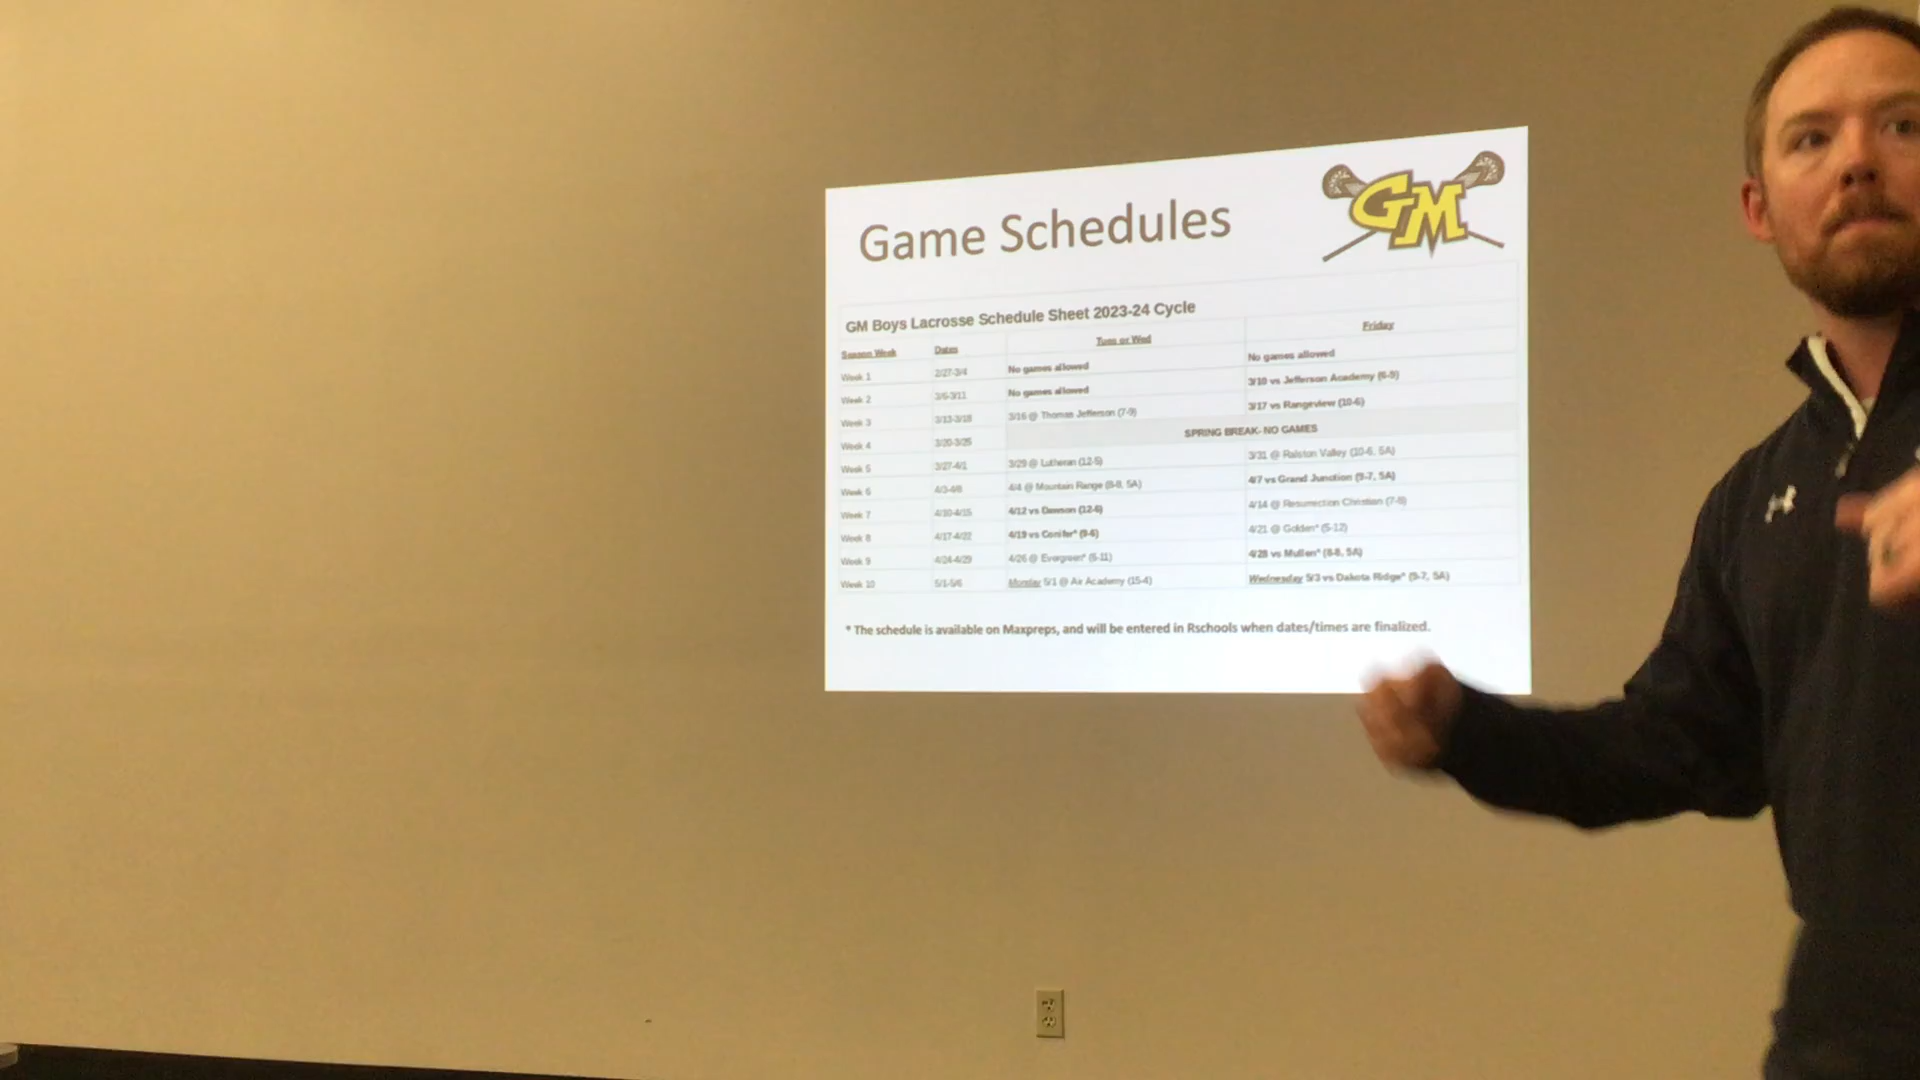 Game Schedules
GM
GM Boys Lacrosse Schedule Sheet 2023-24 Cycle
Season Week Dates Tues or Wed Friday
Week 1 2/27-3/4 No games allowed No games allowed
Week 2 3/6-3/11 No games allowed 3/10 vs Jefferson Academy (6-9)
Week 3 3/13-3/18 3/16 @ Thomas Jefferson (7-9) 3/17 vs Rangeview (10-6)
Week 4 3/20-3/25 SPRING BREAK- NO GAMES
Week 5 3/27-4/1 3/29 @ Lutheran (12-5) 3/31 @ Ralston Valley (10-6, 5A)
Week 6 4/3-4/8 4/4 @ Mountain Range (8-8, 5A) 4/7 vs Grand Junction (9-7, 5A)
Week 7 4/10-4/15 4/12 vs Dawson (12-6) 4/14 @ Resurrection Christian (7-8)
Week 8 4/17-4/22 4/19 vs Conifer* (9-6) 4/21 @ Golden* (5-12)
Week 9 4/24-4/29 4/26 @ Evergreen* (5-11) 4/28 vs Mullen* (8-8, 5A)
Week 10 5/1-5/6 Monday 5/1 @ Air Academy (15-4) Wednesday 5/3 vs Dakota Ridge* (9-7, 5A)
* The schedule is available on Maxpreps, and will be entered in Rschools when dates/times are finalized.